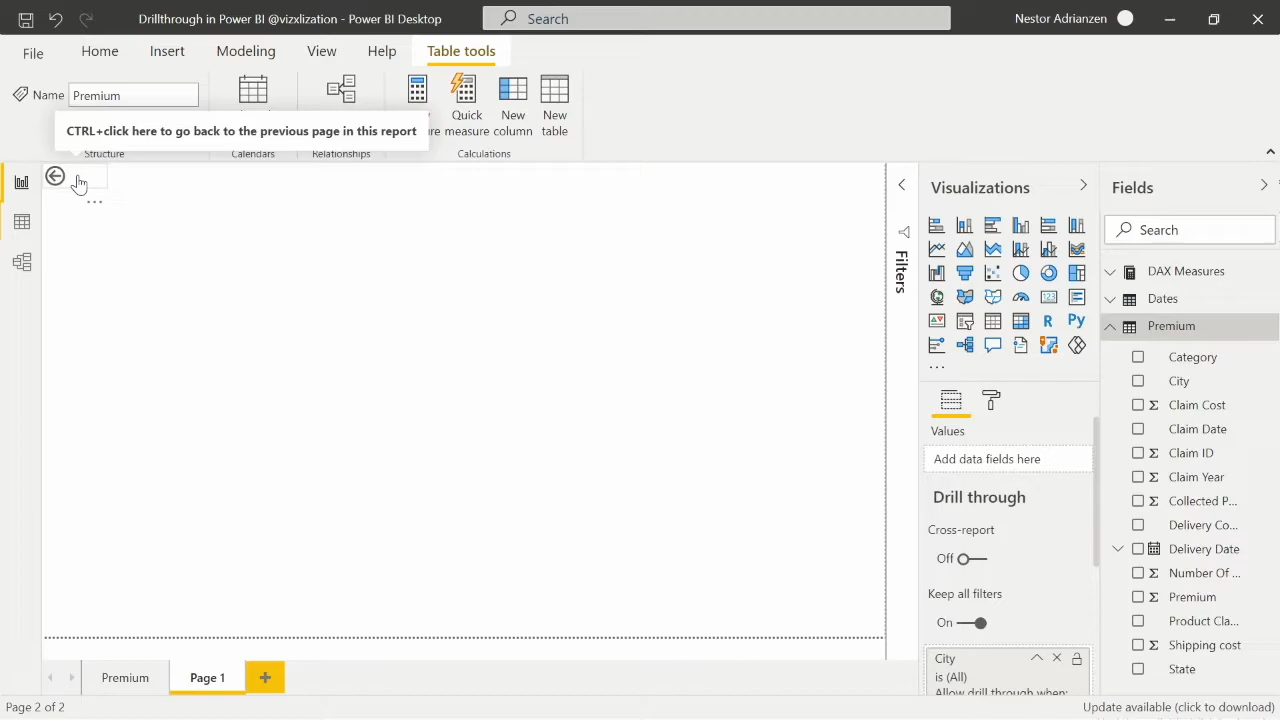 Drillthrough in Power BI @vizxlization - Power BI Desktop
Search
Nestor Adrianzen
File
Home
Insert
Modeling
View
Help
Table tools
Name
Premium
Quick
New
New
measure
column
table
CTRL+click here to go back to the previous page in this report
Structure
Calendars
Relationships
Calculations
Filters
Visualizations
R
Py
Values
Add data fields here
Drill through
Cross-report
Off
Keep all filters
On
City
is (All)
Allow drill through when:
Fields
Search
DAX Measures
Dates
Premium
Category
City
Claim Cost
Claim Date
Claim ID
Claim Year
Collected P...
Delivery Co...
Delivery Date
Number Of ...
Premium
Product Cla...
Shipping cost
State
Premium
Page 1
Page 2 of 2
Update available (click to download)